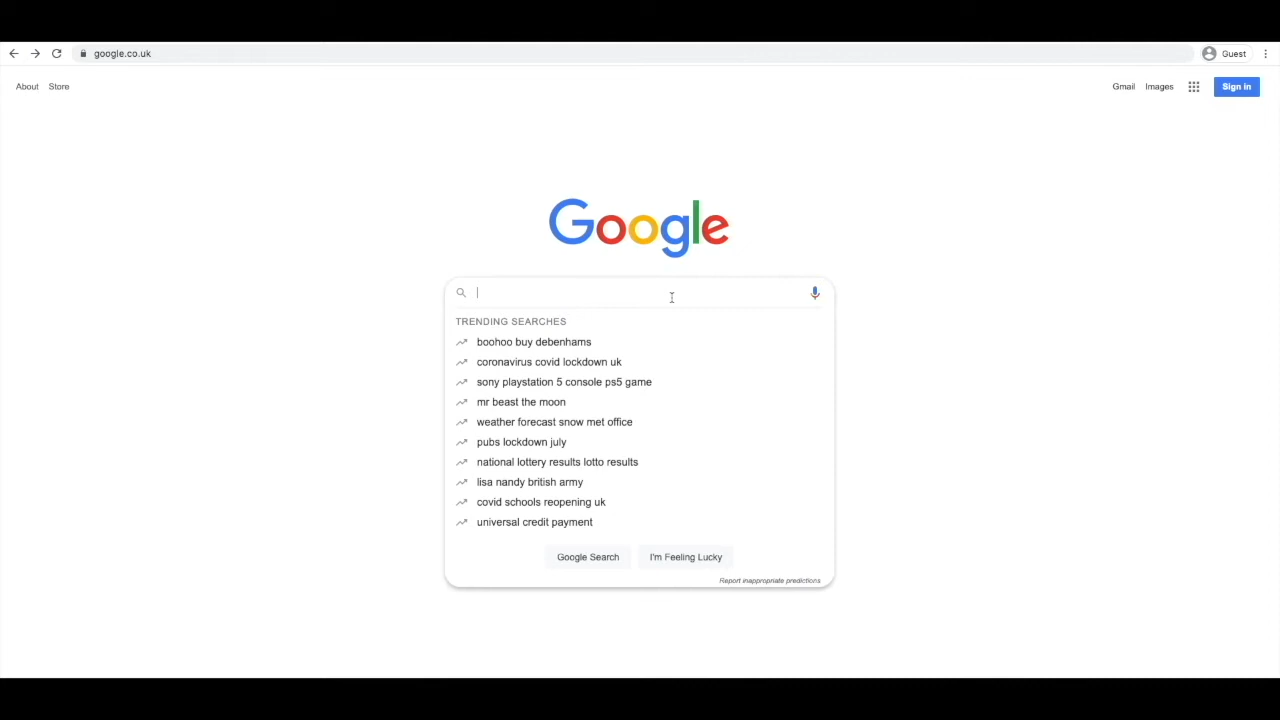 google.co.uk
Guest
About
Store
Gmail
Images
Sign in
Google
TRENDING SEARCHES
boohoo buy debenhams
coronavirus covid lockdown uk
sony playstation 5 console ps5 game
mr beast the moon
weather forecast snow met office
pubs lockdown july
national lottery results lotto results
lisa nandy british army
covid schools reopening uk
universal credit payment
Google Search
I'm Feeling Lucky
Report inappropriate predictions